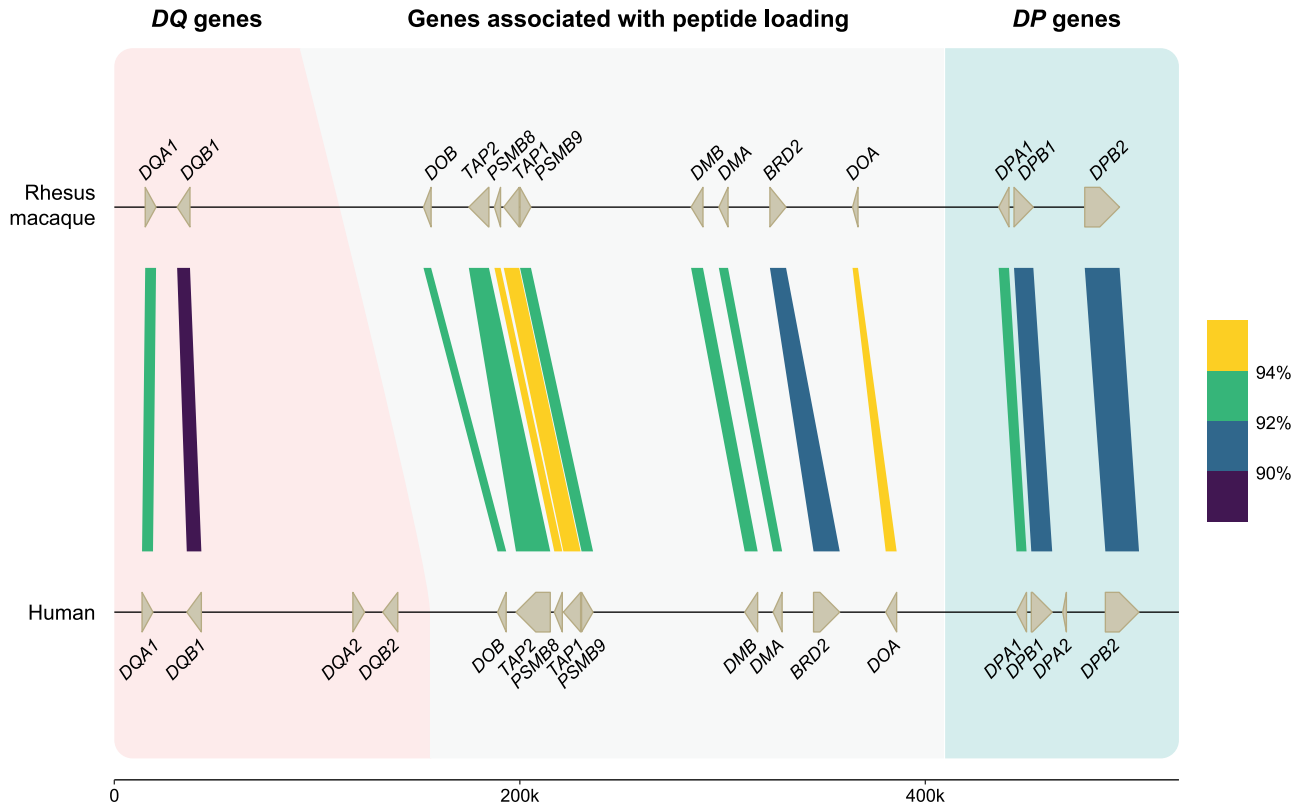 DQ genes
Genes associated with peptide loading
DP genes
DQA1
DQB1
DOB
TAP2
PSMB8
TAP1
PSMB9
DMB
DMA
BRD2
DOA
DPA1
DPB1
DPB2
Rhesus
macaque
94%
92%
90%
Human
DQA1
DQB1
DQA2
DQB2
DOB
TAP2
PSMB8
TAP1
PSMB9
DMB
DMA
BRD2
DOA
DPA1
DPB1
DPA2
DPB2
0
200k
400k